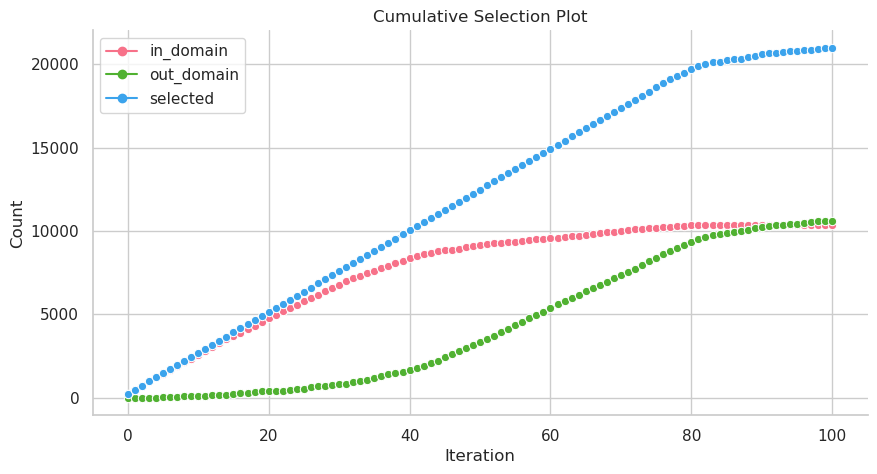 Cumulative Selection Plot
in_domain
out_domain
selected
Count
20000
15000
10000
5000
0
0 20 40 60 80 100
Iteration